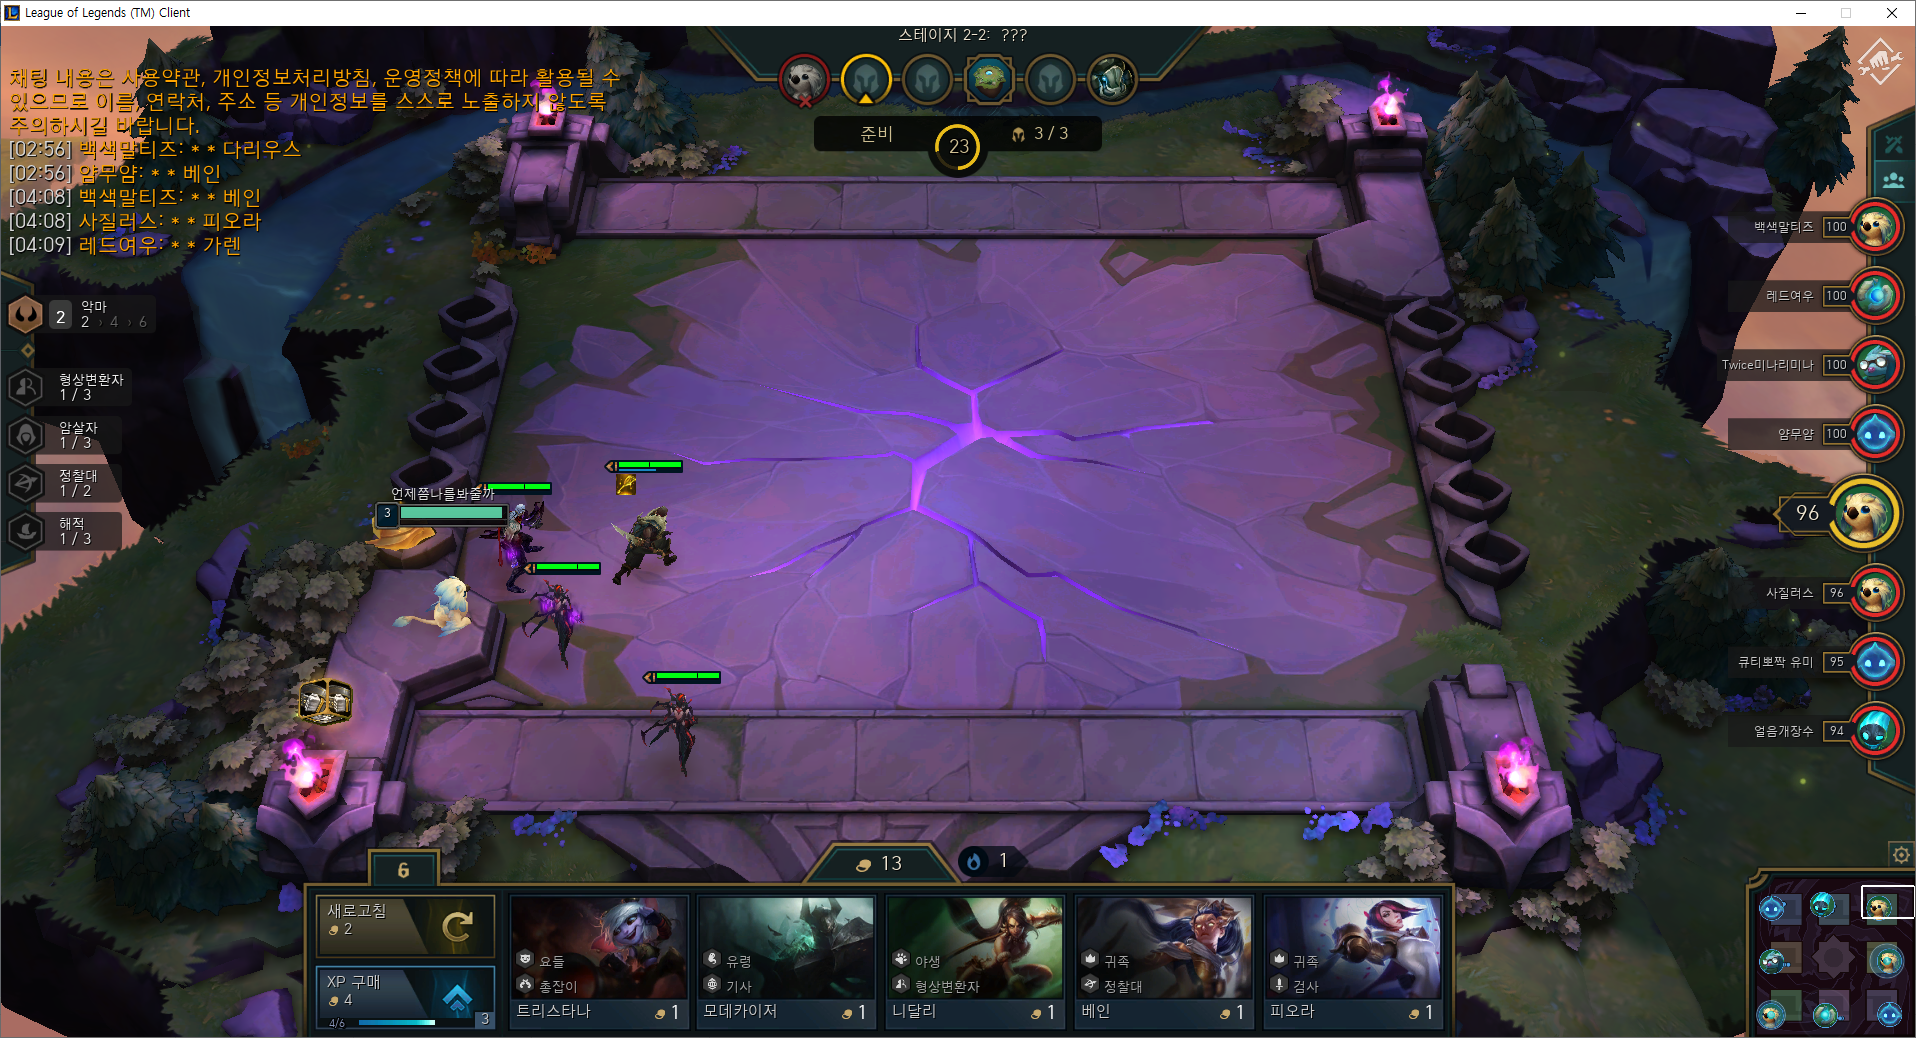 League of Legends (TM) Client
스테이지 2-2: ???
준비
23
3 / 3
채팅 내용은 사용약관, 개인정보처리방침, 운영정책에 따라 활용될 수
있으므로 이름, 연락처, 주소 등 개인정보를 스스로 노출하지 않도록
주의하시길 바랍니다.
[02:56] 백색말티즈: * * 다리우스
[02:56] 얌무얌: * * 베인
[04:08] 백색말티즈: * * 베인
[04:08] 사질러스: * * 피오라
[04:09] 레드여우: * * 가렌
2
악마
2 › 4 › 6
형상변환자
1 / 3
암살자
1 / 3
정찰대
1 / 2
해적
1 / 3
언제쯤나를봐줄까
3
백색말티즈 100
레드여우 100
Twice미나리미나 100
얌무얌 100
96
사질러스 96
큐티뽀짝 유미 95
얼음개장수 94
6
13
1
새로고침
2
XP 구매
4
4/6
3
요들
총잡이
트리스타나 1
유령
기사
모데카이저 1
야생
형상변환자
니달리 1
귀족
정찰대
베인 1
귀족
검사
피오라 1